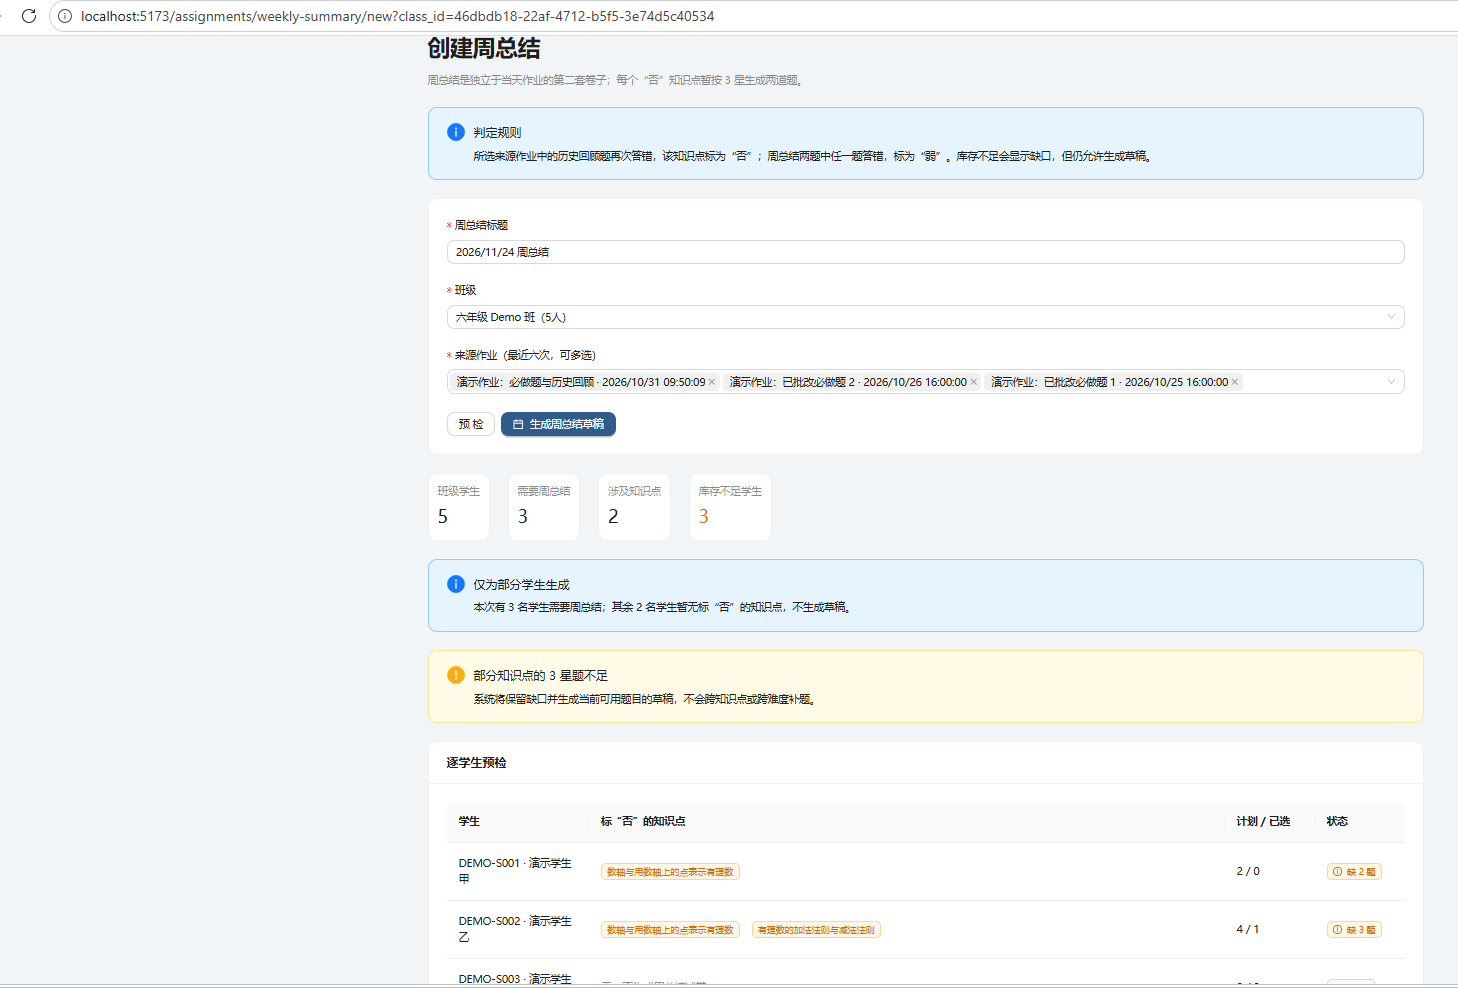 localhost:5173/assignments/weekly-summary/new?class_id=46dbdb18-22af-4712-b5f5-3e74d5c40534
创建周总结
周总结是独立于当天作业的第二套卷子；每个“否”知识点暂按 3 星生成两道题。
判定规则
所选来源作业中的历史回顾题再次答错，该知识点标为“否”；周总结两题中任一题答错，标为“弱”。库存不足会显示缺口，但仍允许生成草稿。
* 周总结标题
2026/11/24 周总结
* 班级
六年级 Demo 班（5人）
* 来源作业（最近六次，可多选）
演示作业：必做题与历史回顾 · 2026/10/31 09:50:09 × 演示作业：已批改必做题 2 · 2026/10/26 16:00:00 × 演示作业：已批改必做题 1 · 2026/10/25 16:00:00 ×
预 检 生成周总结草稿
班级学生 需要周总结 涉及知识点 库存不足学生
5 3 2 3
仅为部分学生生成
本次有 3 名学生需要周总结；其余 2 名学生暂无标“否”的知识点，不生成草稿。
部分知识点的 3 星题不足
系统将保留缺口并生成当前可用题目的草稿，不会跨知识点或跨难度补题。
逐学生预检
学生 标“否”的知识点 计划 / 已选 状态
DEMO-S001 · 演示学生
甲
数轴与用数轴上的点表示有理数 2 / 0 缺 2 题
DEMO-S002 · 演示学生
乙
数轴与用数轴上的点表示有理数 有理数的加法法则与减法法则 4 / 1 缺 3 题
DEMO-S003 · 演示学生